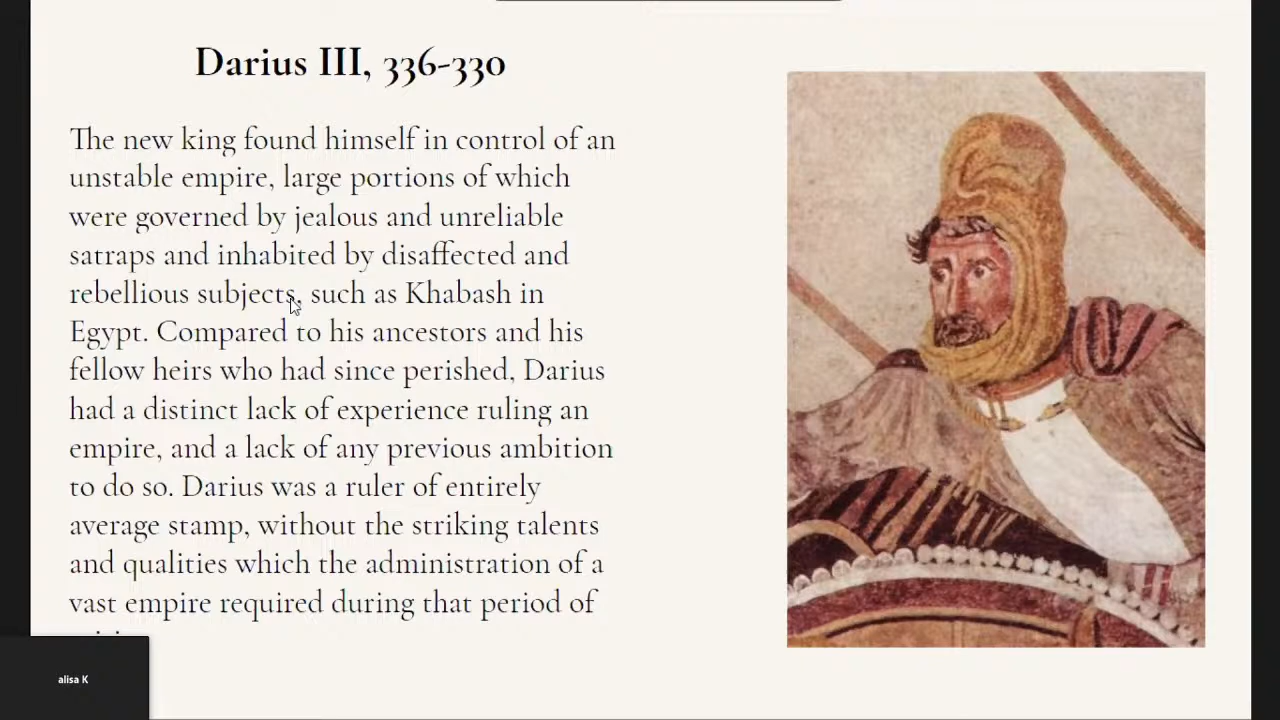 Darius III, 336-330
The new king found himself in control of an
unstable empire, large portions of which
were governed by jealous and unreliable
satraps and inhabited by disaffected and
rebellious subjects, such as Khabash in
Egypt. Compared to his ancestors and his
fellow heirs who had since perished, Darius
had a distinct lack of experience ruling an
empire, and a lack of any previous ambition
to do so. Darius was a ruler of entirely
average stamp, without the striking talents
and qualities which the administration of a
vast empire required during that period of
alisa K